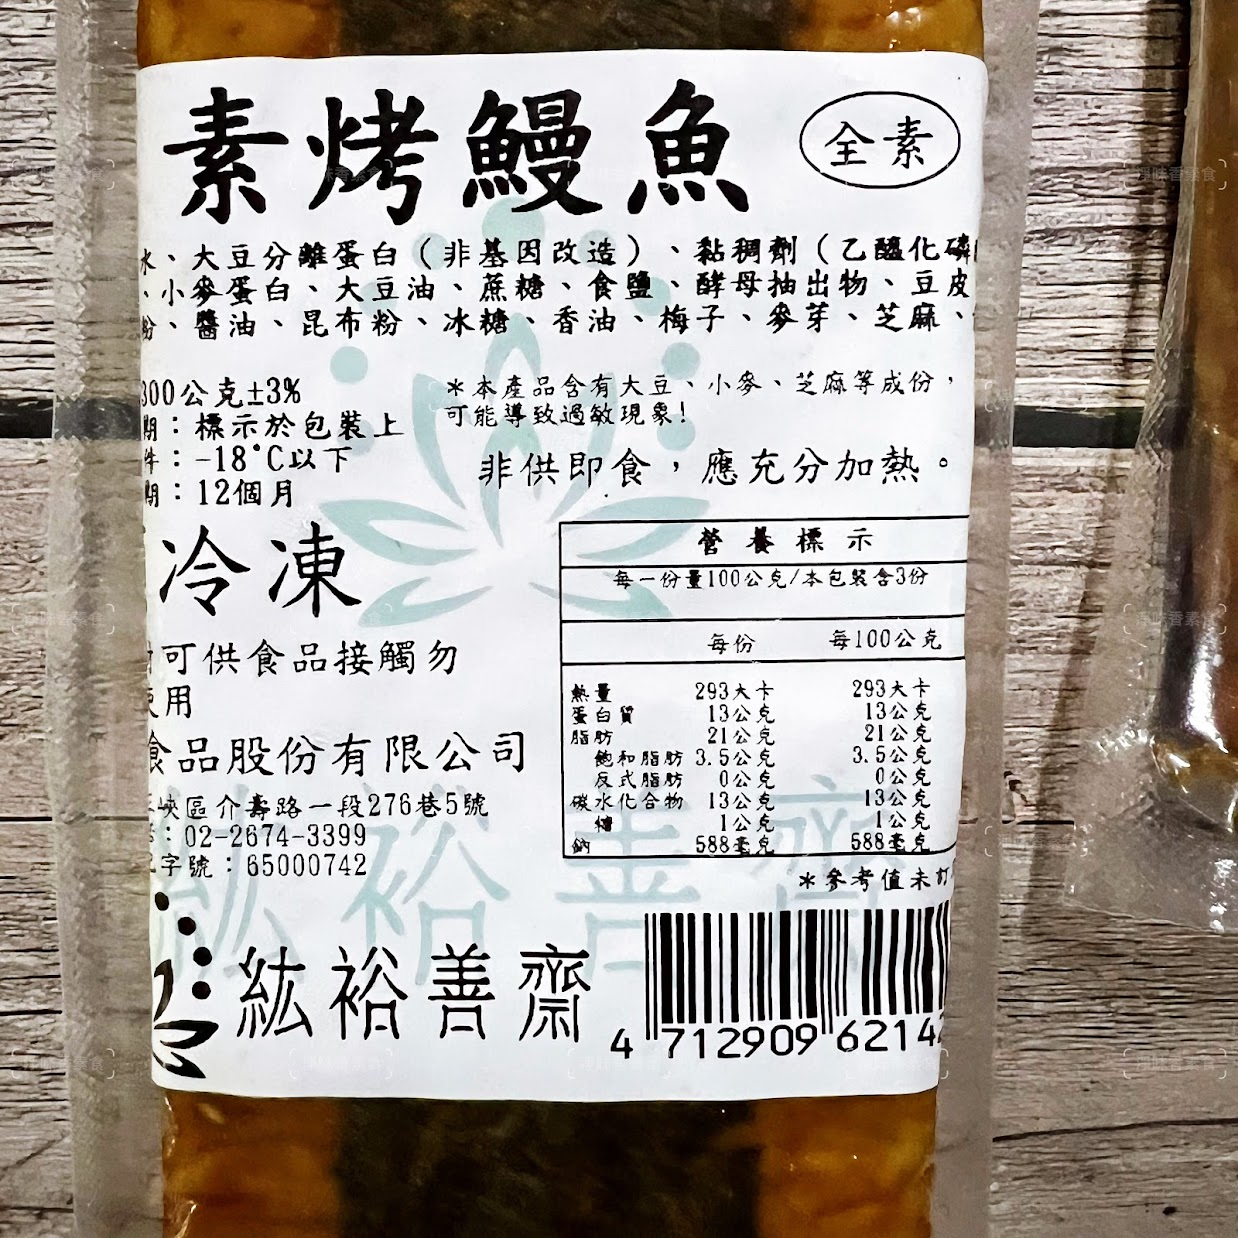 素烤鰻魚
全素
水、大豆分離蛋白（非基因改造）、黏稠劑（乙醯化磷
、小麥蛋白、大豆油、蔗糖、食鹽、酵母抽出物、豆皮
粉、醬油、昆布粉、冰糖、香油、梅子、麥芽、芝麻、
300公克±3%
期：標示於包裝上
件：-18°C以下
期：12個月
＊本產品含有大豆、小麥、芝麻等成份，
可能導致過敏現象！
非供即食，應充分加熱。
冷凍
可供食品接觸勿
使用
食品股份有限公司
峽區介壽路一段276巷5號
：02-2674-3399
字號：65000742
營養標示
每一份量100公克/本包裝含3份
每份 每100公克
熱量 293大卡 293大卡
蛋白質 13公克 13公克
脂肪 21公克 21公克
飽和脂肪 3.5公克 3.5公克
反式脂肪 0公克 0公克
碳水化合物 13公克 13公克
糖 1公克 1公克
鈉 588毫克 588毫克
＊參考值未訂
紘裕善齋
紘裕善齋
4 712909 62142